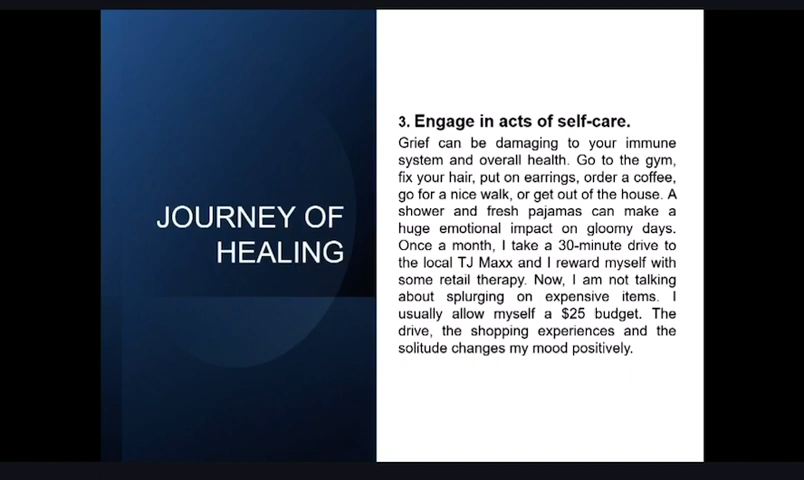 JOURNEY OF
HEALING
3. Engage in acts of self-care.
Grief can be damaging to your immune
system and overall health. Go to the gym,
fix your hair, put on earrings, order a coffee,
go for a nice walk, or get out of the house. A
shower and fresh pajamas can make a
huge emotional impact on gloomy days.
Once a month, I take a 30-minute drive to
the local TJ Maxx and I reward myself with
some retail therapy. Now, I am not talking
about splurging on expensive items. I
usually allow myself a $25 budget. The
drive, the shopping experiences and the
solitude changes my mood positively.